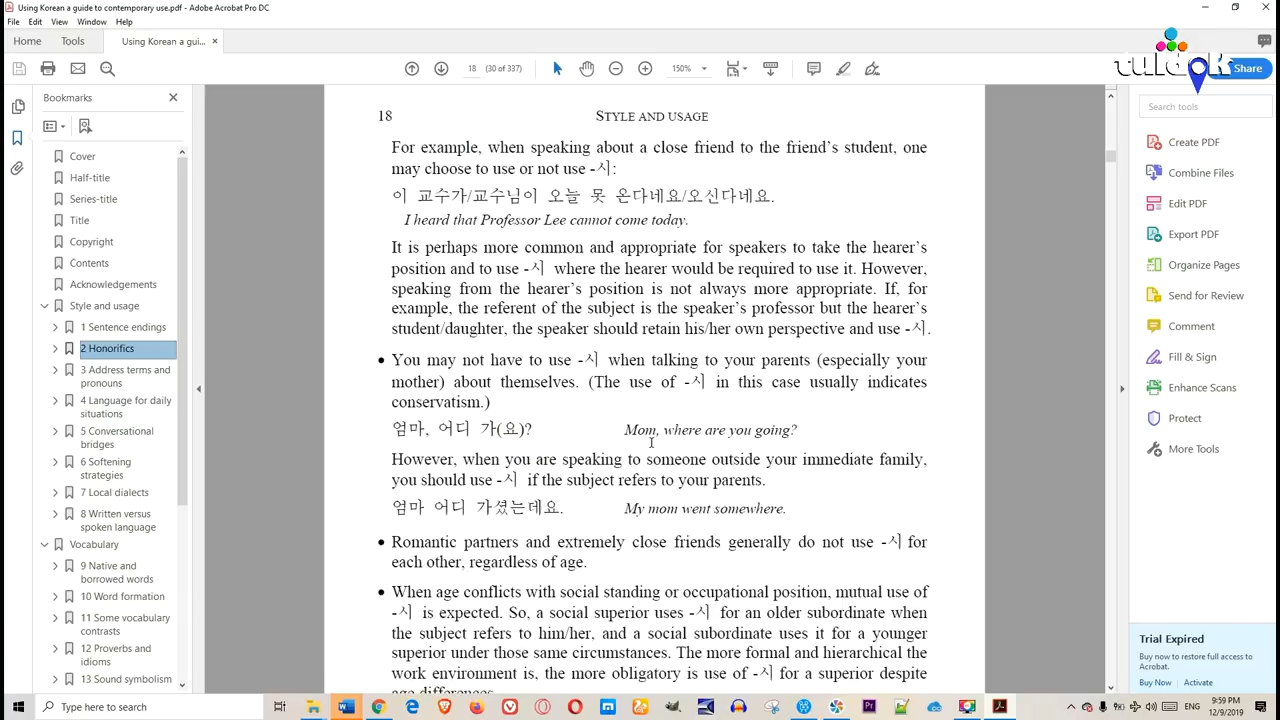 Using Korean a guide to contemporary use.pdf - Adobe Acrobat Pro DC
File Edit View Window Help
Home Tools Using Korean a gui... ×
18 (30 of 337) 150% Share
tuldok
Bookmarks
Cover
Half-title
Series-title
Title
Copyright
Contents
Acknowledgements
Style and usage
1 Sentence endings
2 Honorifics
3 Address terms and
pronouns
4 Language for daily
situations
5 Conversational
bridges
6 Softening
strategies
7 Local dialects
8 Written versus
spoken language
Vocabulary
9 Native and
borrowed words
10 Word formation
11 Some vocabulary
contrasts
12 Proverbs and
idioms
13 Sound symbolism
18 STYLE AND USAGE
For example, when speaking about a close friend to the friend's student, one
may choose to use or not use -시:
이 교수가/교수님이 오늘 못 온다네요/오신다네요.
I heard that Professor Lee cannot come today.
It is perhaps more common and appropriate for speakers to take the hearer's
position and to use -시 where the hearer would be required to use it. However,
speaking from the hearer's position is not always more appropriate. If, for
example, the referent of the subject is the speaker's professor but the hearer's
student/daughter, the speaker should retain his/her own perspective and use -시.
• You may not have to use -시 when talking to your parents (especially your
mother) about themselves. (The use of -시 in this case usually indicates
conservatism.)
엄마, 어디 가(요)? Mom, where are you going?
However, when you are speaking to someone outside your immediate family,
you should use -시 if the subject refers to your parents.
엄마 어디 가셨는데요. My mom went somewhere.
• Romantic partners and extremely close friends generally do not use -시 for
each other, regardless of age.
• When age conflicts with social standing or occupational position, mutual use of
-시 is expected. So, a social superior uses -시 for an older subordinate when
the subject refers to him/her, and a social subordinate uses it for a younger
superior under those same circumstances. The more formal and hierarchical the
work environment is, the more obligatory is use of -시 for a superior despite
age differences.
Search tools
Create PDF
Combine Files
Edit PDF
Export PDF
Organize Pages
Send for Review
Comment
Fill & Sign
Enhance Scans
Protect
More Tools
Trial Expired
Buy now to restore full access to
Acrobat.
Buy Now Activate
Type here to search
ENG
9:59 PM
12/9/2019